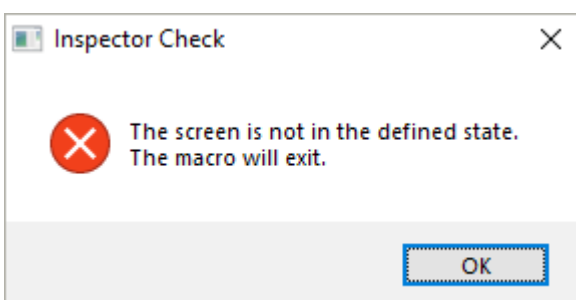 Inspector Check
The screen is not in the defined state.
The macro will exit.
OK